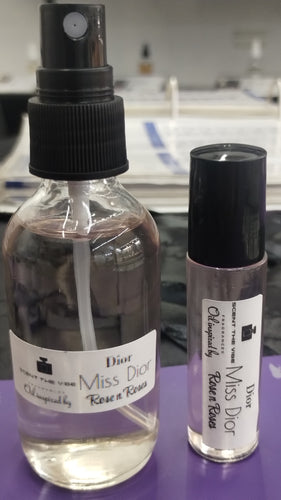 Dior
SCENT THE VIBE
Miss Dior
Oil inspired by
Rose n' Roses
SCENT THE VIBE
FRAGRANCES
Oil inspired by
Dior
Miss Dior
Rose n' Roses